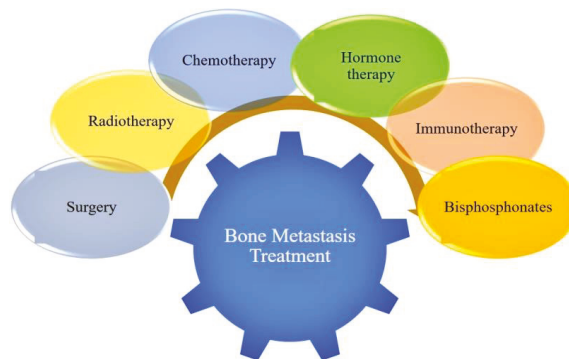 Surgery
Radiotherapy
Chemotherapy
Hormone
therapy
Immunotherapy
Bisphosphonates
Bone Metastasis
Treatment